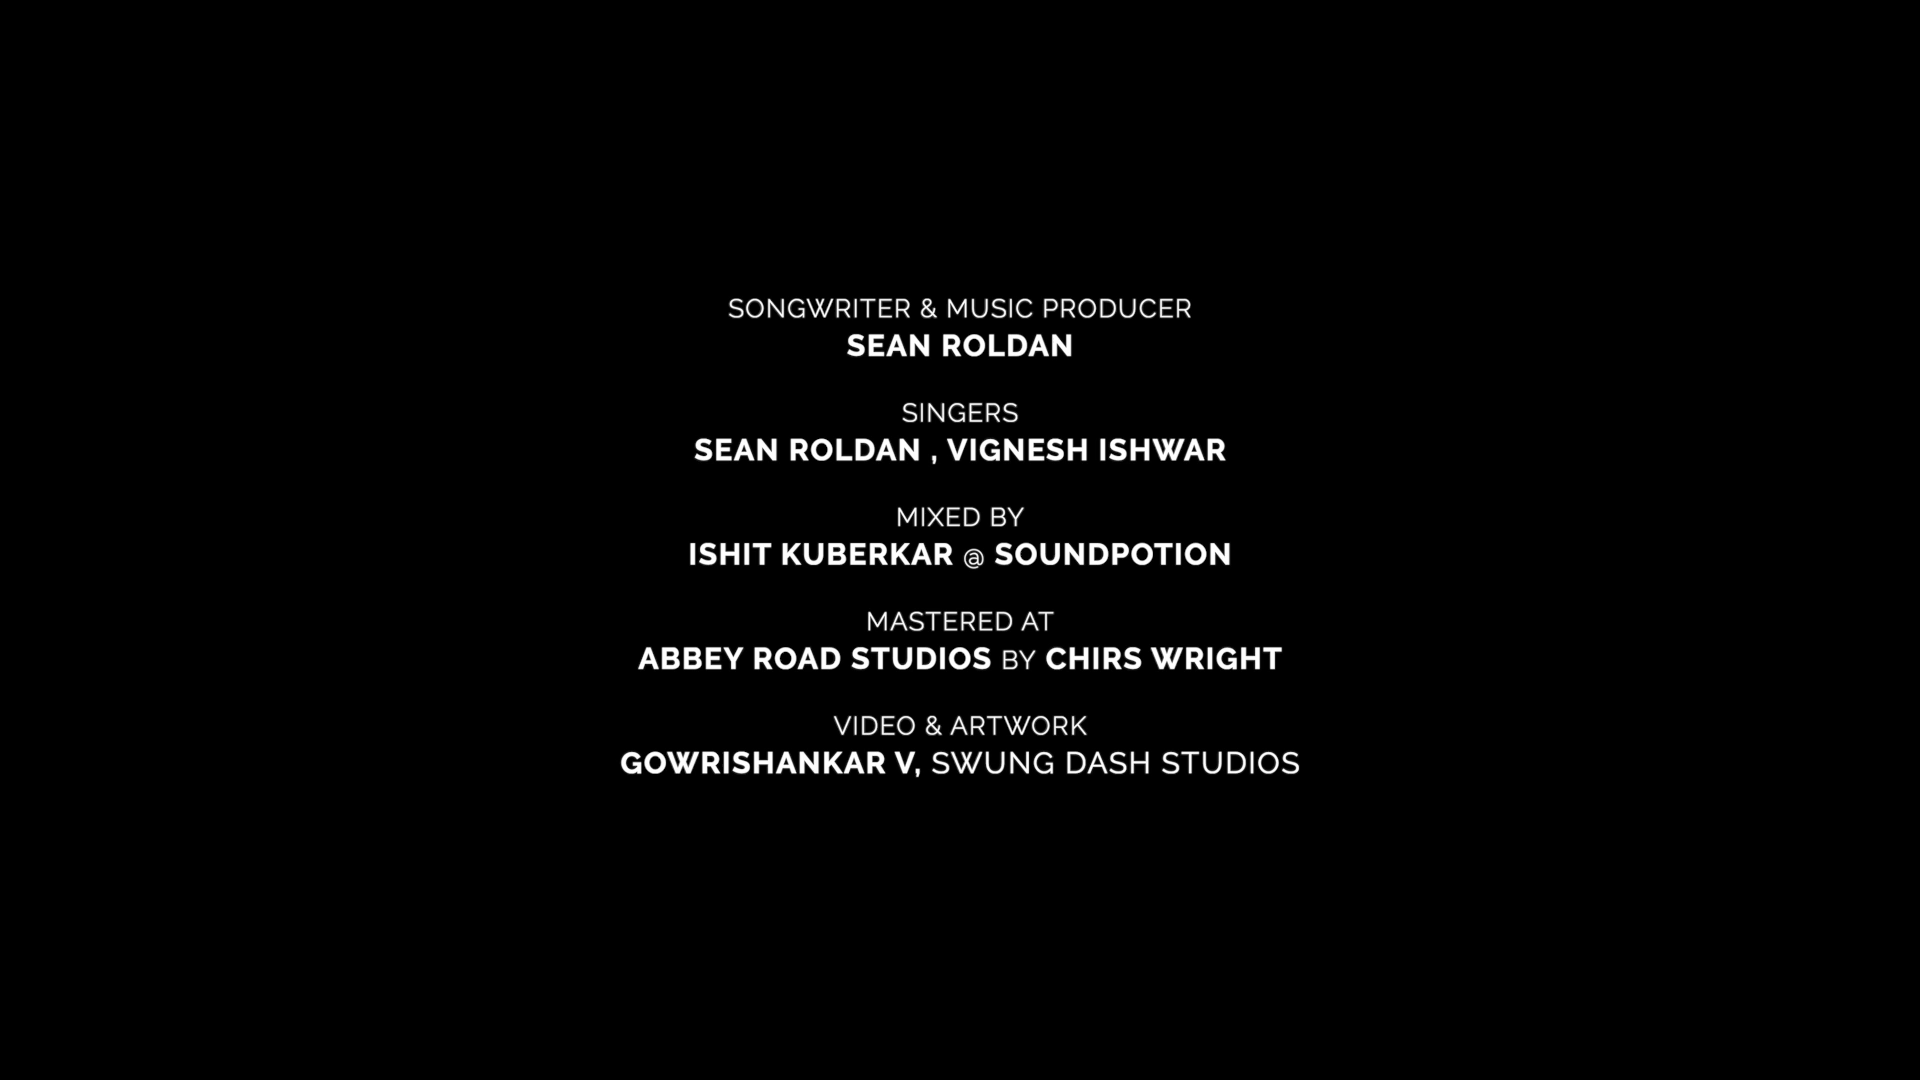 SONGWRITER & MUSIC PRODUCER
SEAN ROLDAN
SINGERS
SEAN ROLDAN , VIGNESH ISHWAR
MIXED BY
ISHIT KUBERKAR @ SOUNDPOTION
MASTERED AT
ABBEY ROAD STUDIOS BY CHIRS WRIGHT
VIDEO & ARTWORK
GOWRISHANKAR V, SWUNG DASH STUDIOS